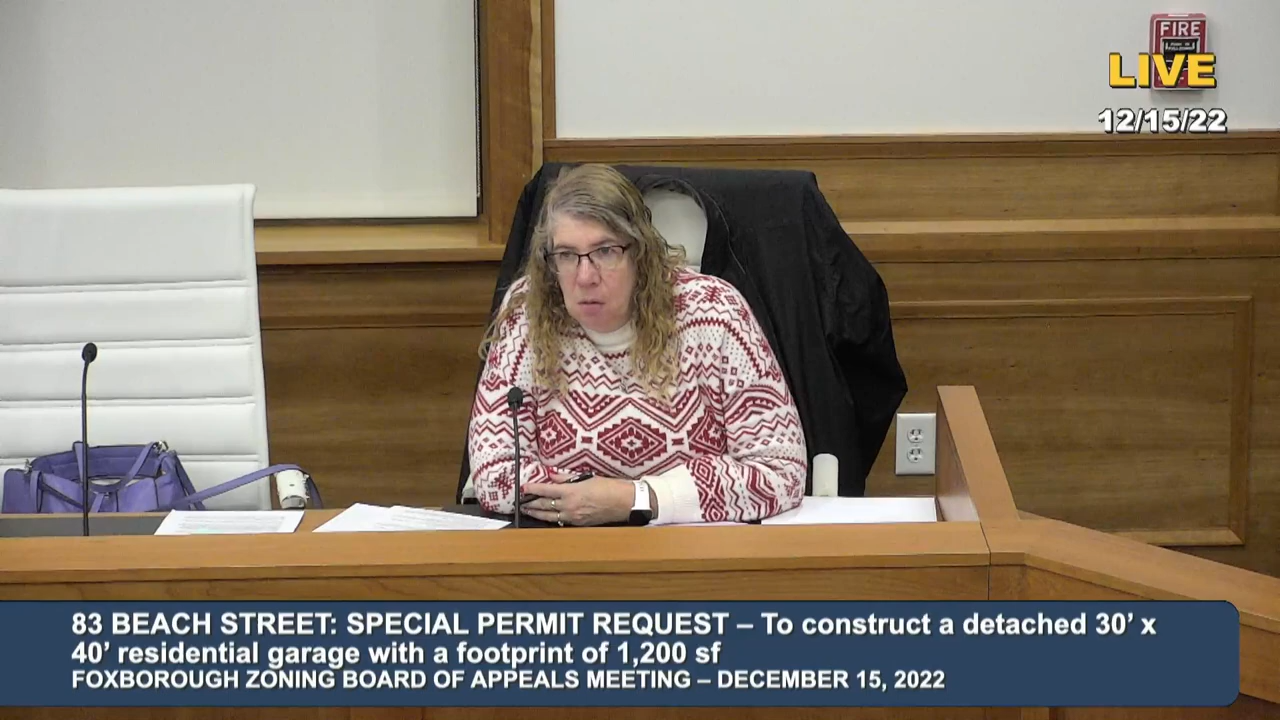 FIRE
LIVE
12/15/22
83 BEACH STREET: SPECIAL PERMIT REQUEST – To construct a detached 30’ x
40’ residential garage with a footprint of 1,200 sf
FOXBOROUGH ZONING BOARD OF APPEALS MEETING – DECEMBER 15, 2022